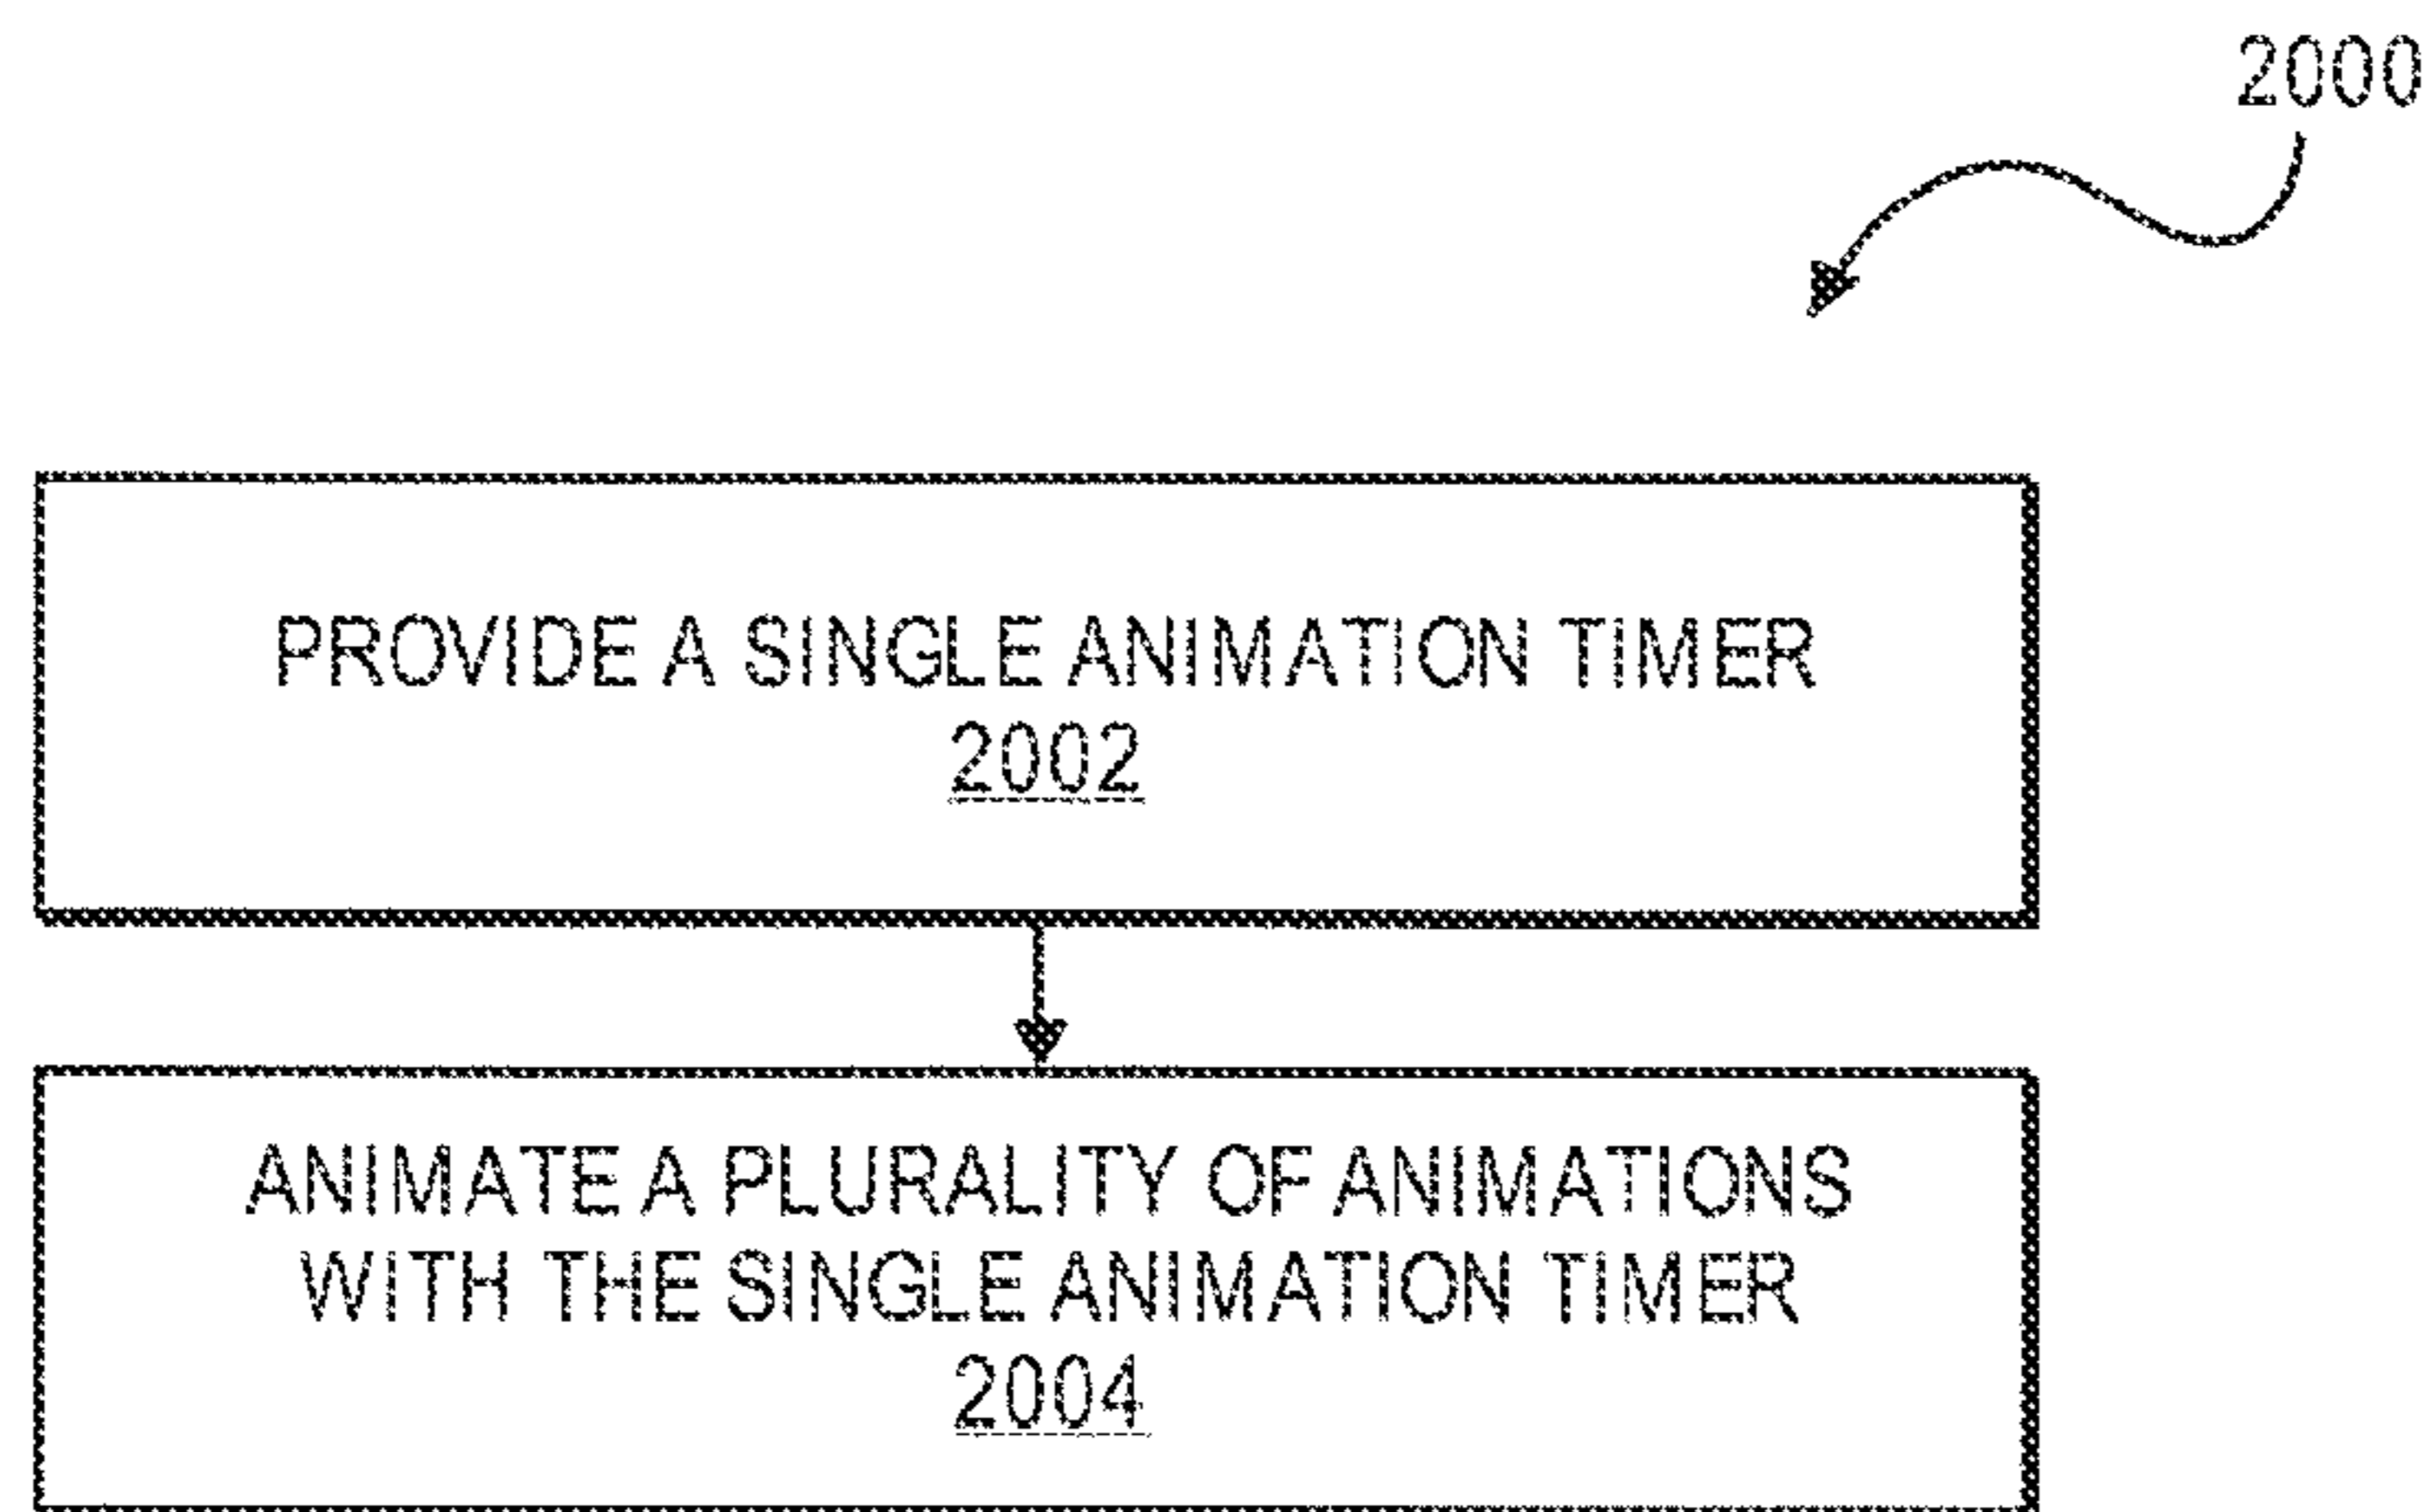 2000
PROVIDE A SINGLE ANIMATION TIMER
2002
ANIMATE A PLURALITY OF ANIMATIONS
WITH THE SINGLE ANIMATION TIMER
2004